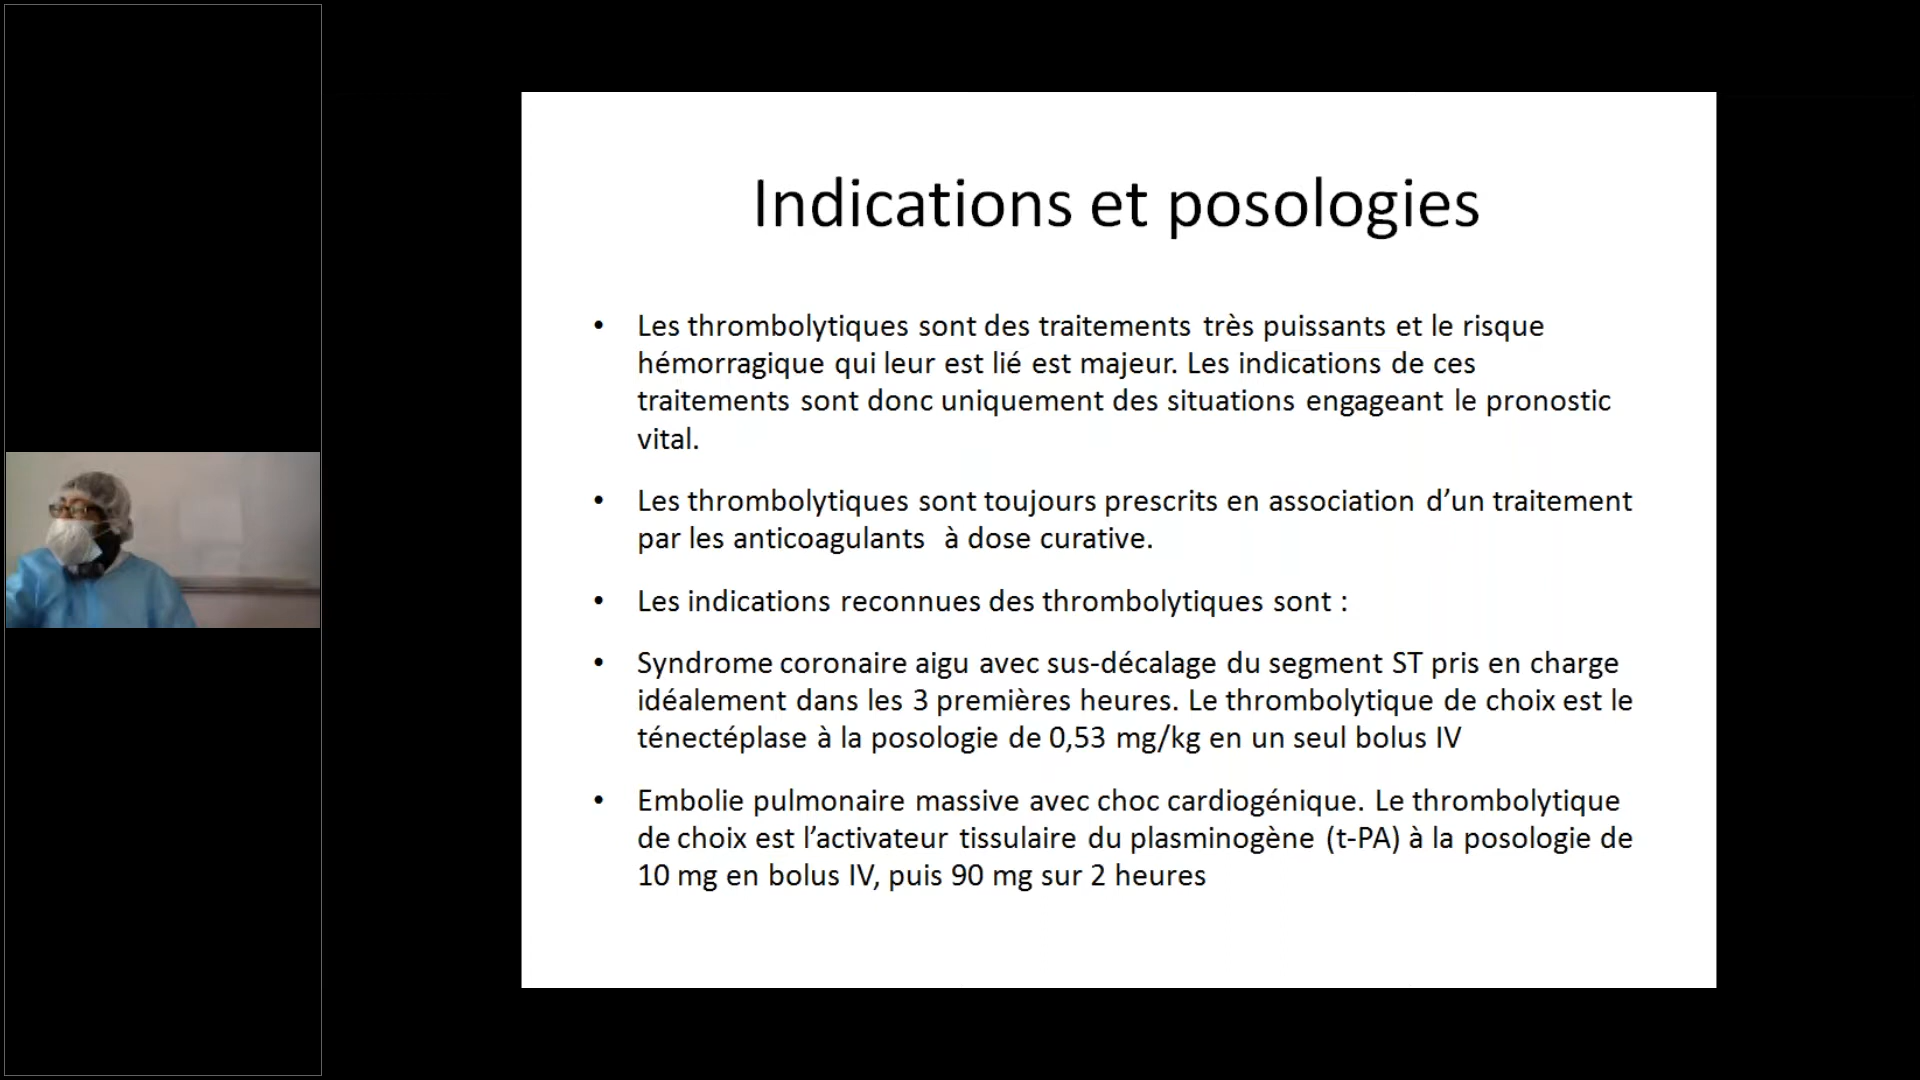 Indications et posologies
• Les thrombolytiques sont des traitements très puissants et le risque
hémorragique qui leur est lié est majeur. Les indications de ces
traitements sont donc uniquement des situations engageant le pronostic
vital.
• Les thrombolytiques sont toujours prescrits en association d’un traitement
par les anticoagulants à dose curative.
• Les indications reconnues des thrombolytiques sont :
• Syndrome coronaire aigu avec sus-décalage du segment ST pris en charge
idéalement dans les 3 premières heures. Le thrombolytique de choix est le
ténectéplase à la posologie de 0,53 mg/kg en un seul bolus IV
• Embolie pulmonaire massive avec choc cardiogénique. Le thrombolytique
de choix est l’activateur tissulaire du plasminogène (t-PA) à la posologie de
10 mg en bolus IV, puis 90 mg sur 2 heures